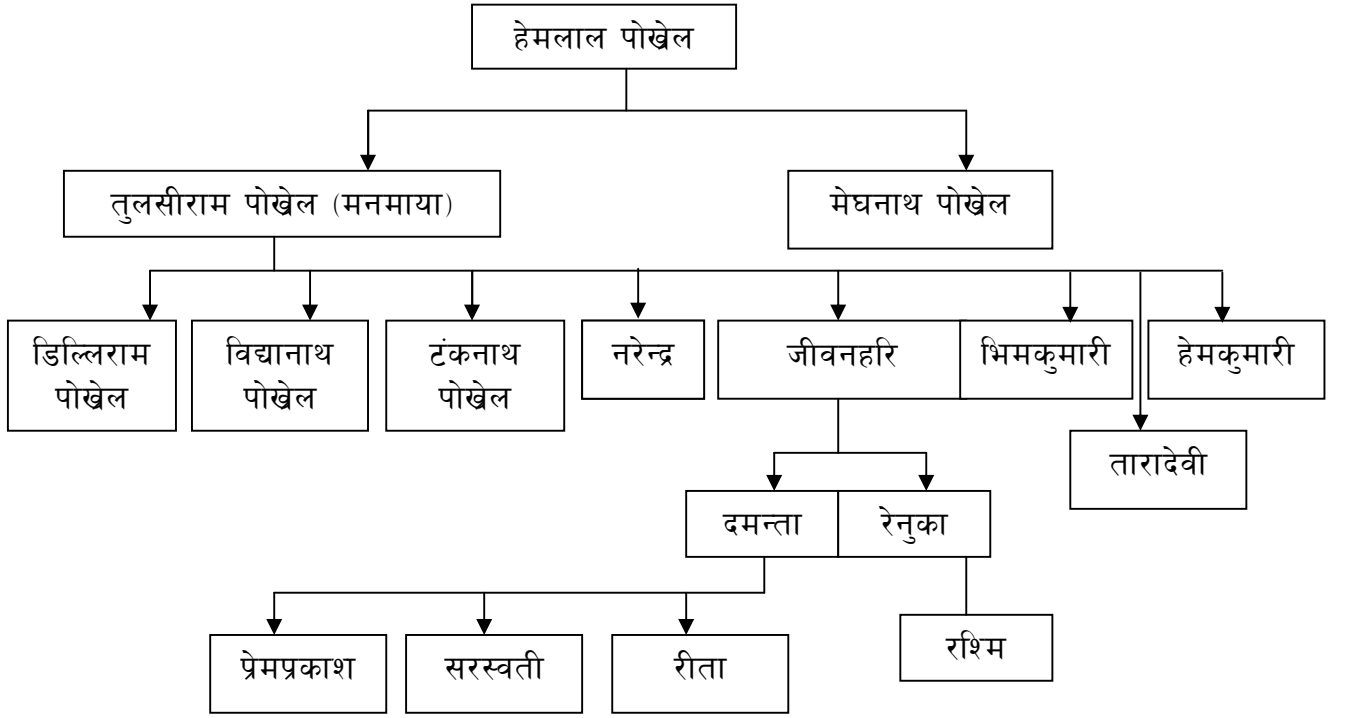 हेमलाल पोख्रेल
तुलसीराम पोख्रेल (मनमाया)
मेघनाथ पोख्रेल
डिल्लिराम
पोख्रेल
विद्यानाथ
पोख्रेल
टंकनाथ
पोख्रेल
नरेन्द्र
जीवनहरि
भिमकुमारी
हेमकुमारी
तारादेवी
दमन्ता
रेनुका
प्रेमप्रकाश
सरस्वती
रीता
रश्मि